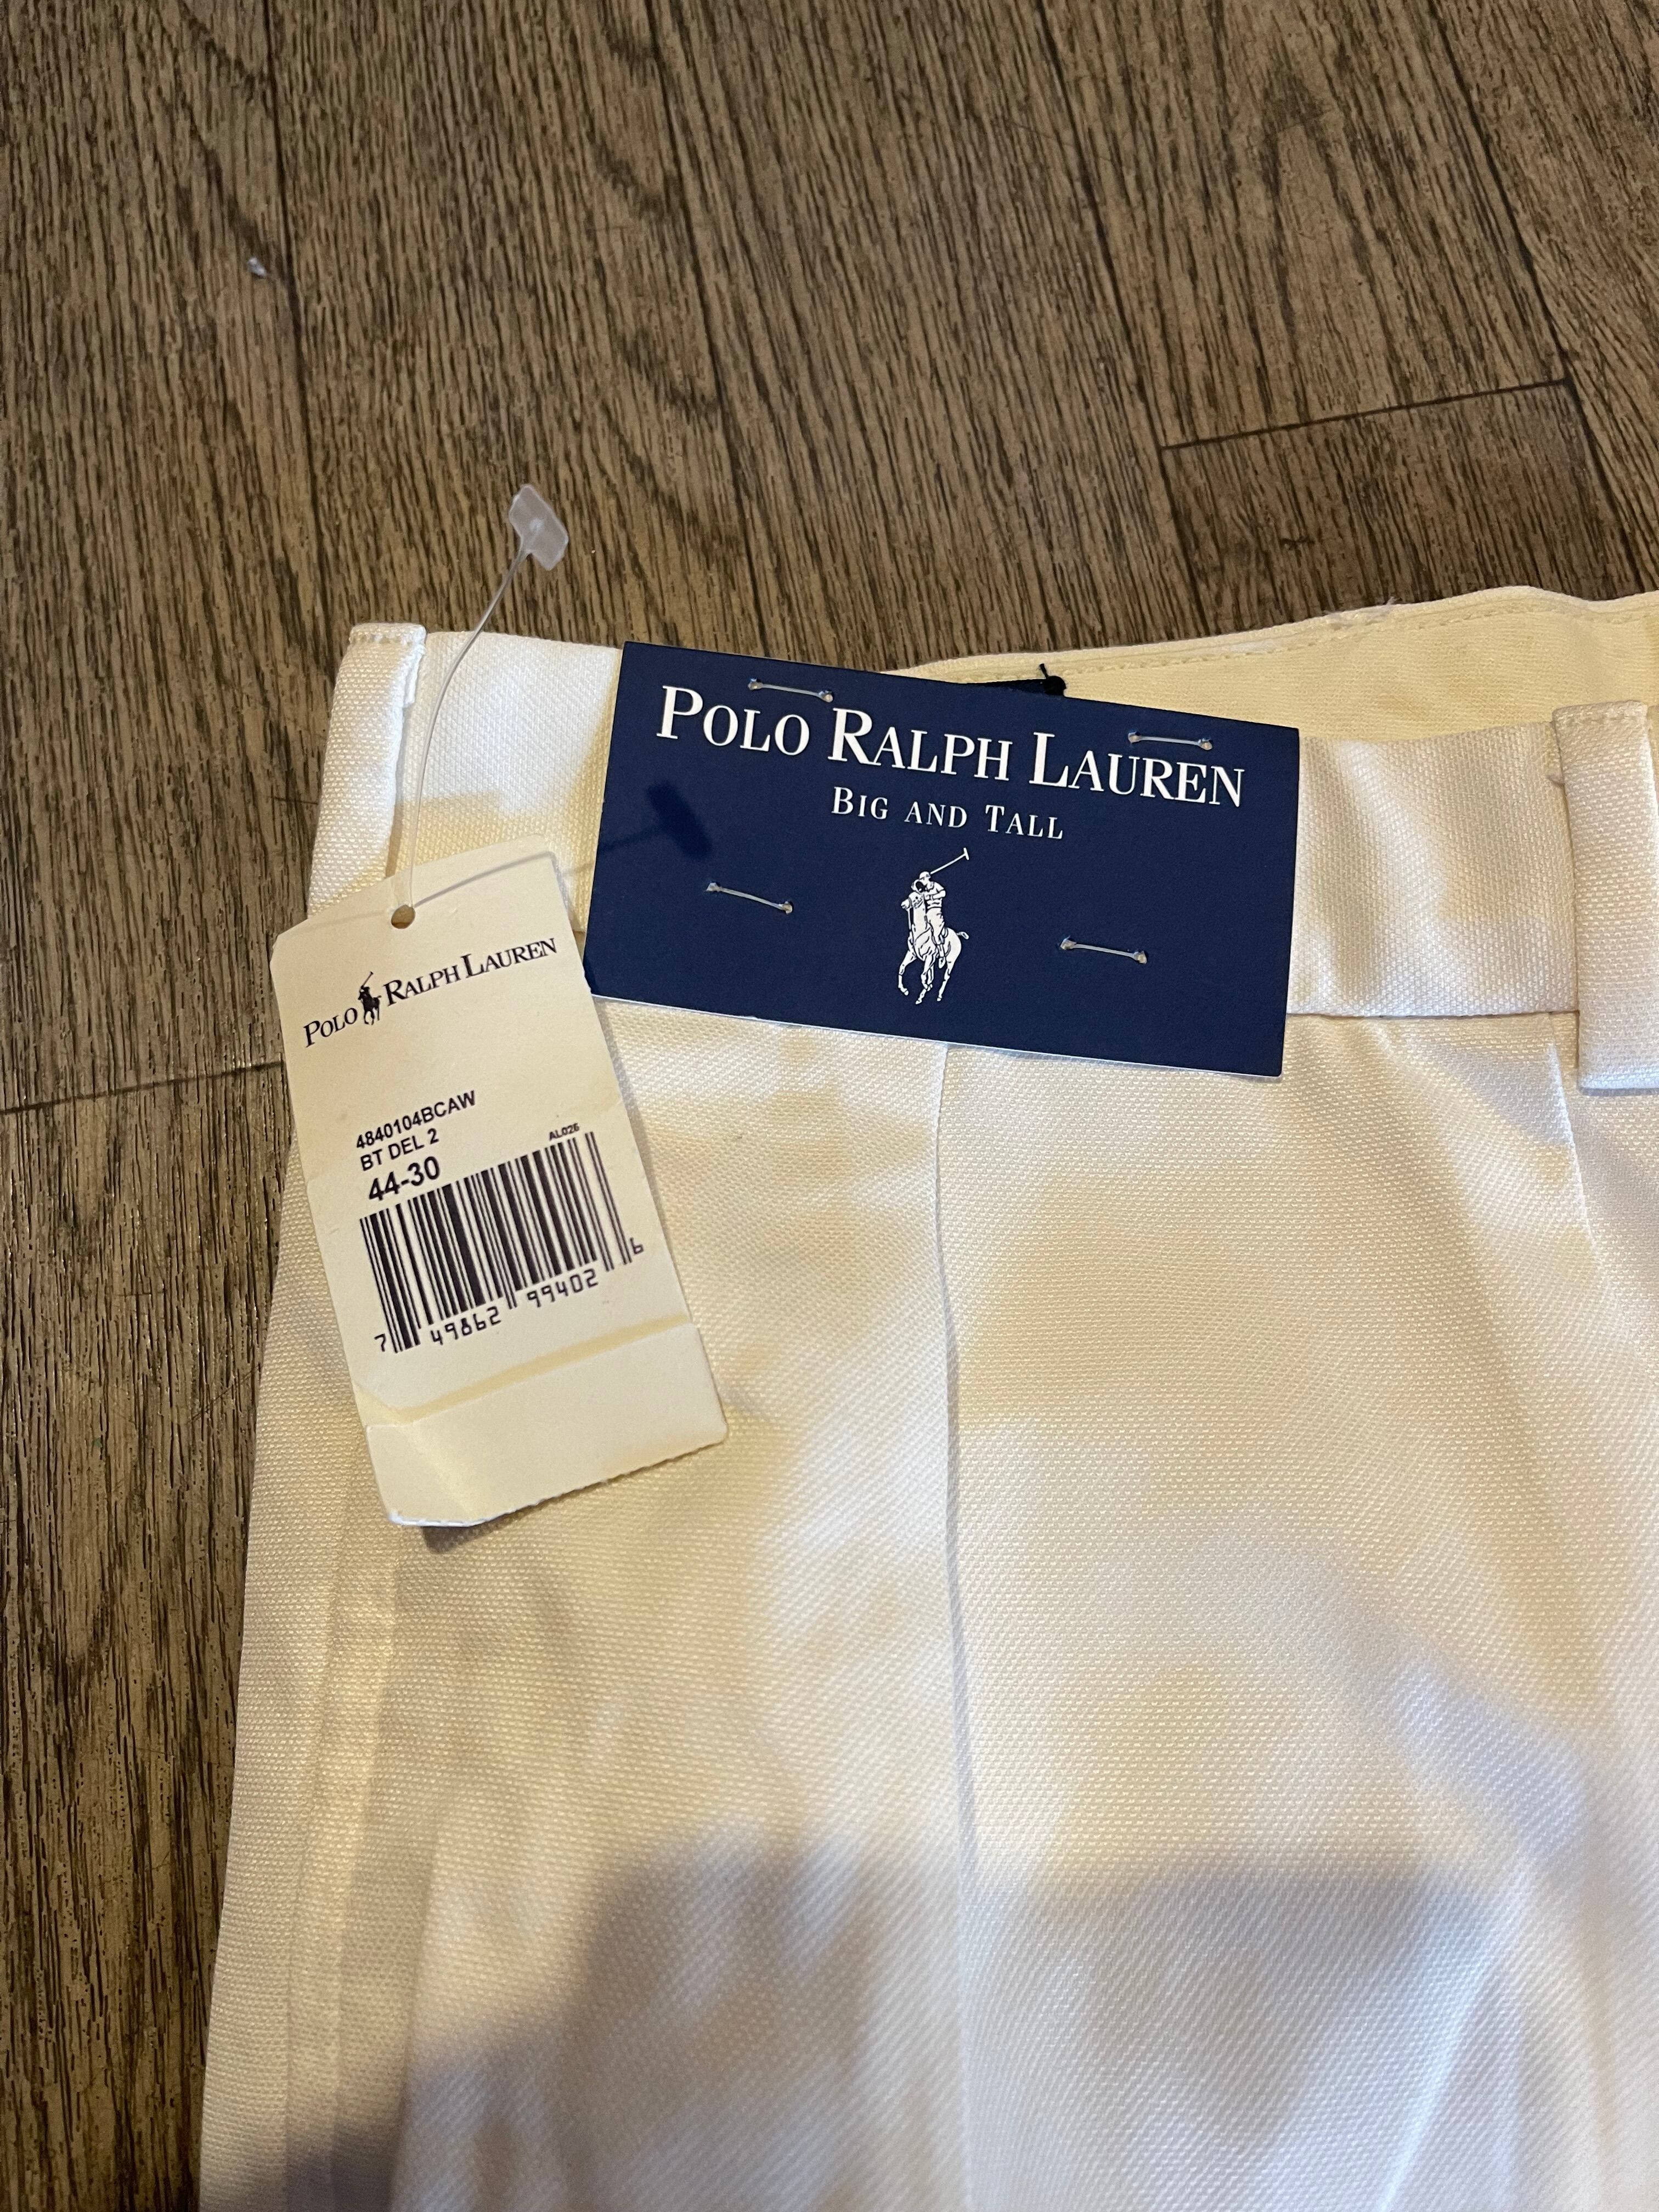 POLO RALPH LAUREN
BIG AND TALL
POLO RALPH LAUREN
4840104BCAW
BT DEL 2
AL026
44-30
7 49862 99402 6